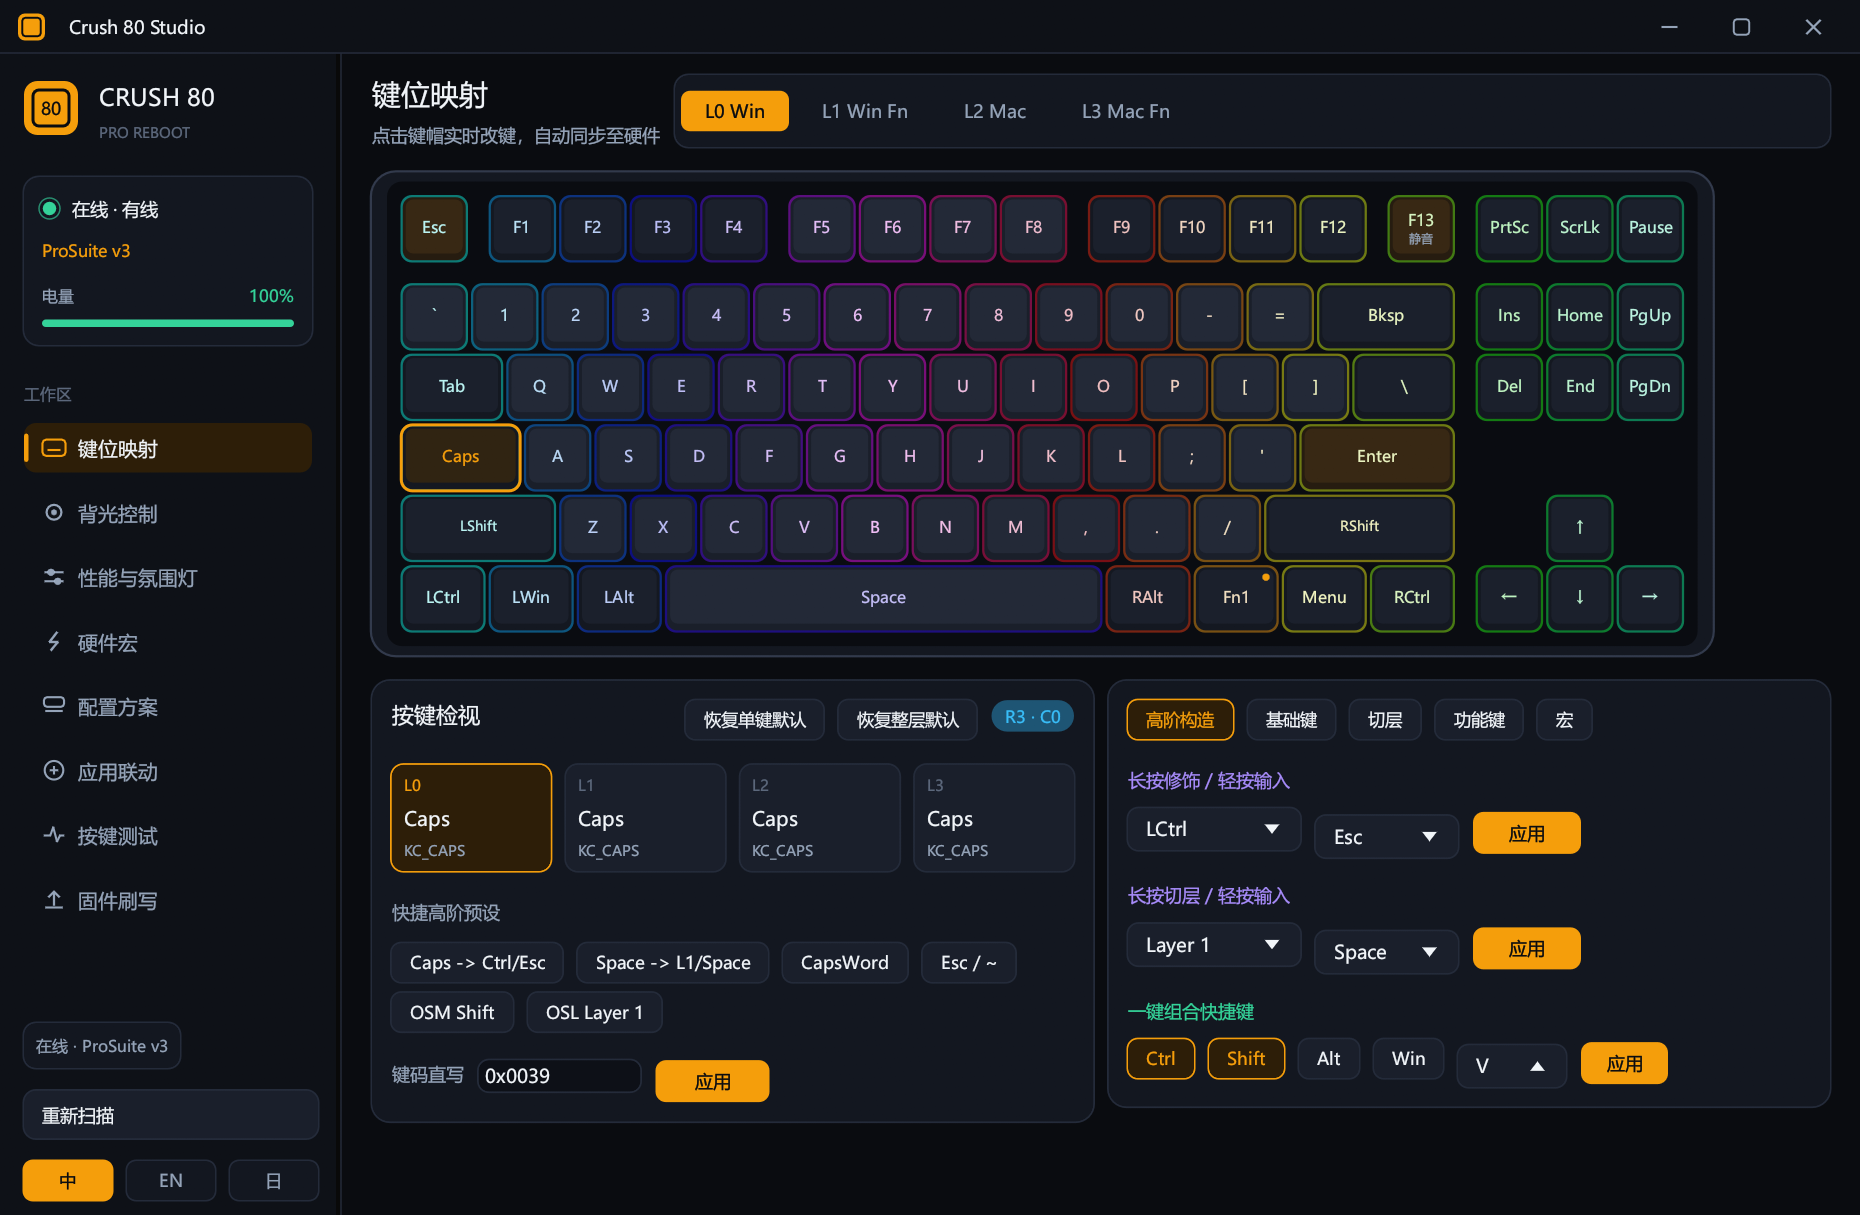 Crush 80 Studio
80
CRUSH 80
PRO REBOOT
在线 · 有线
ProSuite v3
电量 100%
工作区
键位映射
背光控制
性能与氛围灯
硬件宏
配置方案
应用联动
按键测试
固件刷写
在线 · ProSuite v3
重新扫描
中 EN 日
键位映射
点击键帽实时改键，自动同步至硬件
L0 Win L1 Win Fn L2 Mac L3 Mac Fn
Esc F1 F2 F3 F4 F5 F6 F7 F8 F9 F10 F11 F12 F13 PrtSc ScrLk Pause
静音
` 1 2 3 4 5 6 7 8 9 0 - = Bksp Ins Home PgUp
Tab Q W E R T Y U I O P [ ] \ Del End PgDn
Caps A S D F G H J K L ; ' Enter
LShift Z X C V B N M , . / RShift ↑
LCtrl LWin LAlt Space RAlt Fn1 Menu RCtrl ← ↓ →
按键检视 恢复单键默认 恢复整层默认 R3 · C0
L0 L1 L2 L3
Caps Caps Caps Caps
KC_CAPS KC_CAPS KC_CAPS KC_CAPS
快捷高阶预设
Caps -> Ctrl/Esc Space -> L1/Space CapsWord Esc / ~
OSM Shift OSL Layer 1
键码直写 0x0039 应用
高阶构造 基础键 切层 功能键 宏
长按修饰 / 轻按输入
LCtrl Esc 应用
长按切层 / 轻按输入
Layer 1 Space 应用
一键组合快捷键
Ctrl Shift Alt Win V 应用